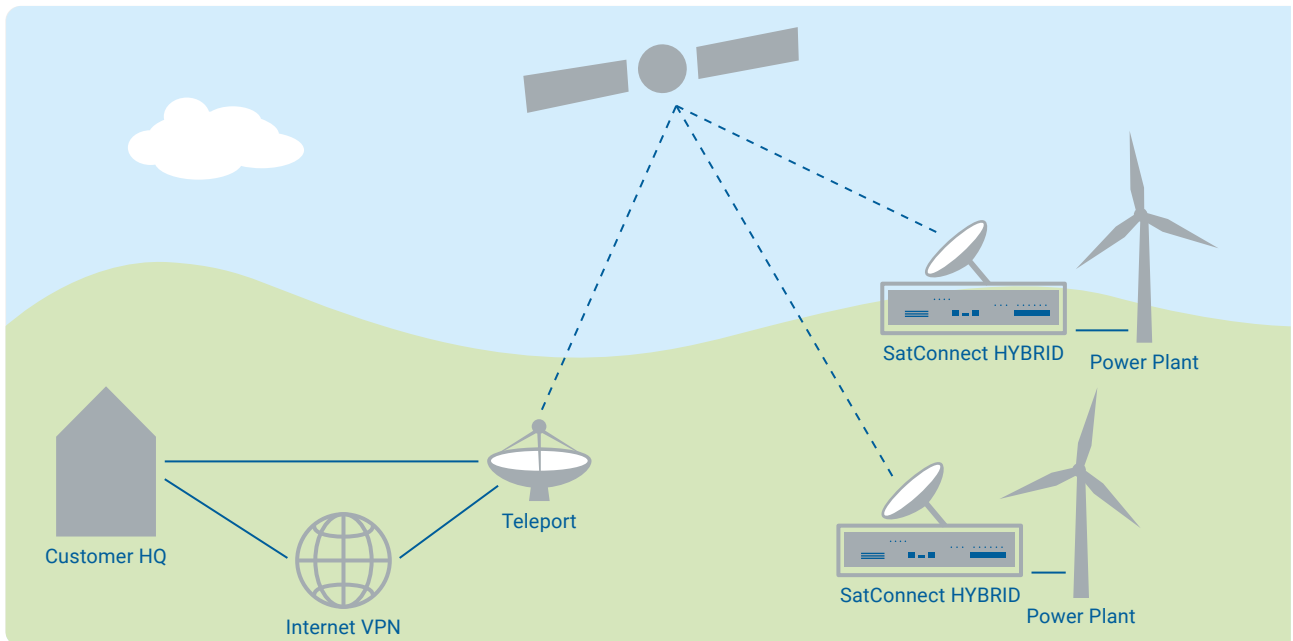 SatConnect HYBRID
Power Plant
Teleport
Customer HQ
SatConnect HYBRID
Power Plant
Internet VPN